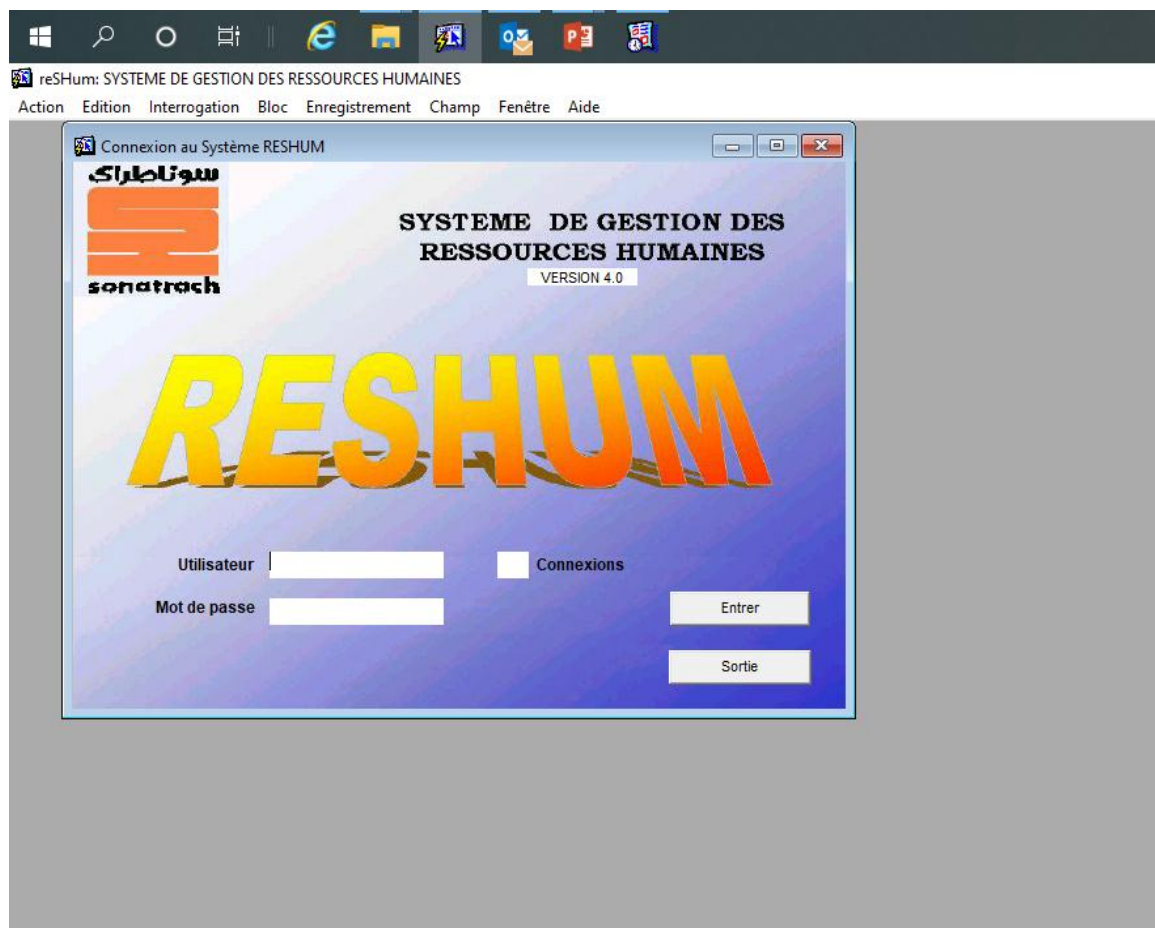 reSHum: SYSTEME DE GESTION DES RESSOURCES HUMAINES
Action Edition Interrogation Bloc Enregistrement Champ Fenêtre Aide
Connexion au Système RESHUM
سوناطراك
sonatrach
SYSTEME DE GESTION DES
RESSOURCES HUMAINES
VERSION 4.0
RESHUM
Utilisateur
Connexions
Mot de passe
Entrer
Sortie